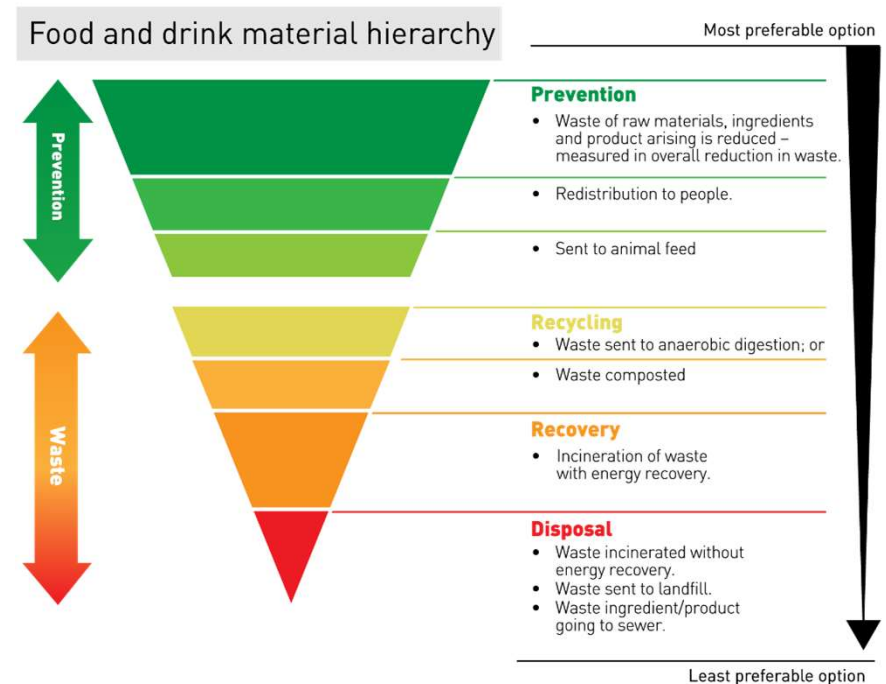 Food and drink material hierarchy
Most preferable option
Prevention
Prevention
• Waste of raw materials, ingredients
and product arising is reduced –
measured in overall reduction in waste.
• Redistribution to people.
• Sent to animal feed
Waste
Recycling
• Waste sent to anaerobic digestion; or
• Waste composted
Recovery
• Incineration of waste
with energy recovery.
Disposal
• Waste incinerated without
energy recovery.
• Waste sent to landfill.
• Waste ingredient/product
going to sewer.
Least preferable option